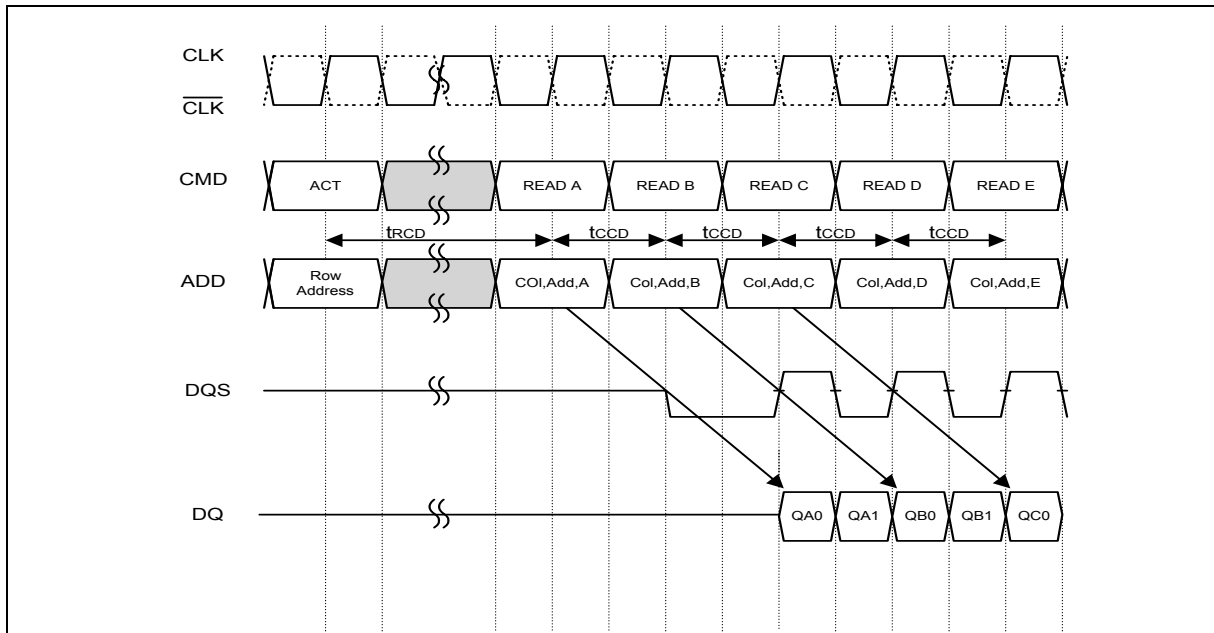 CLK
CLK
CMD
ACT
READ A
READ B
READ C
READ D
READ E
tRCD
tCCD
tCCD
tCCD
tCCD
ADD
Row
Address
COl,Add,A
Col,Add,B
Col,Add,C
Col,Add,D
Col,Add,E
DQS
DQ
QA0
QA1
QB0
QB1
QC0